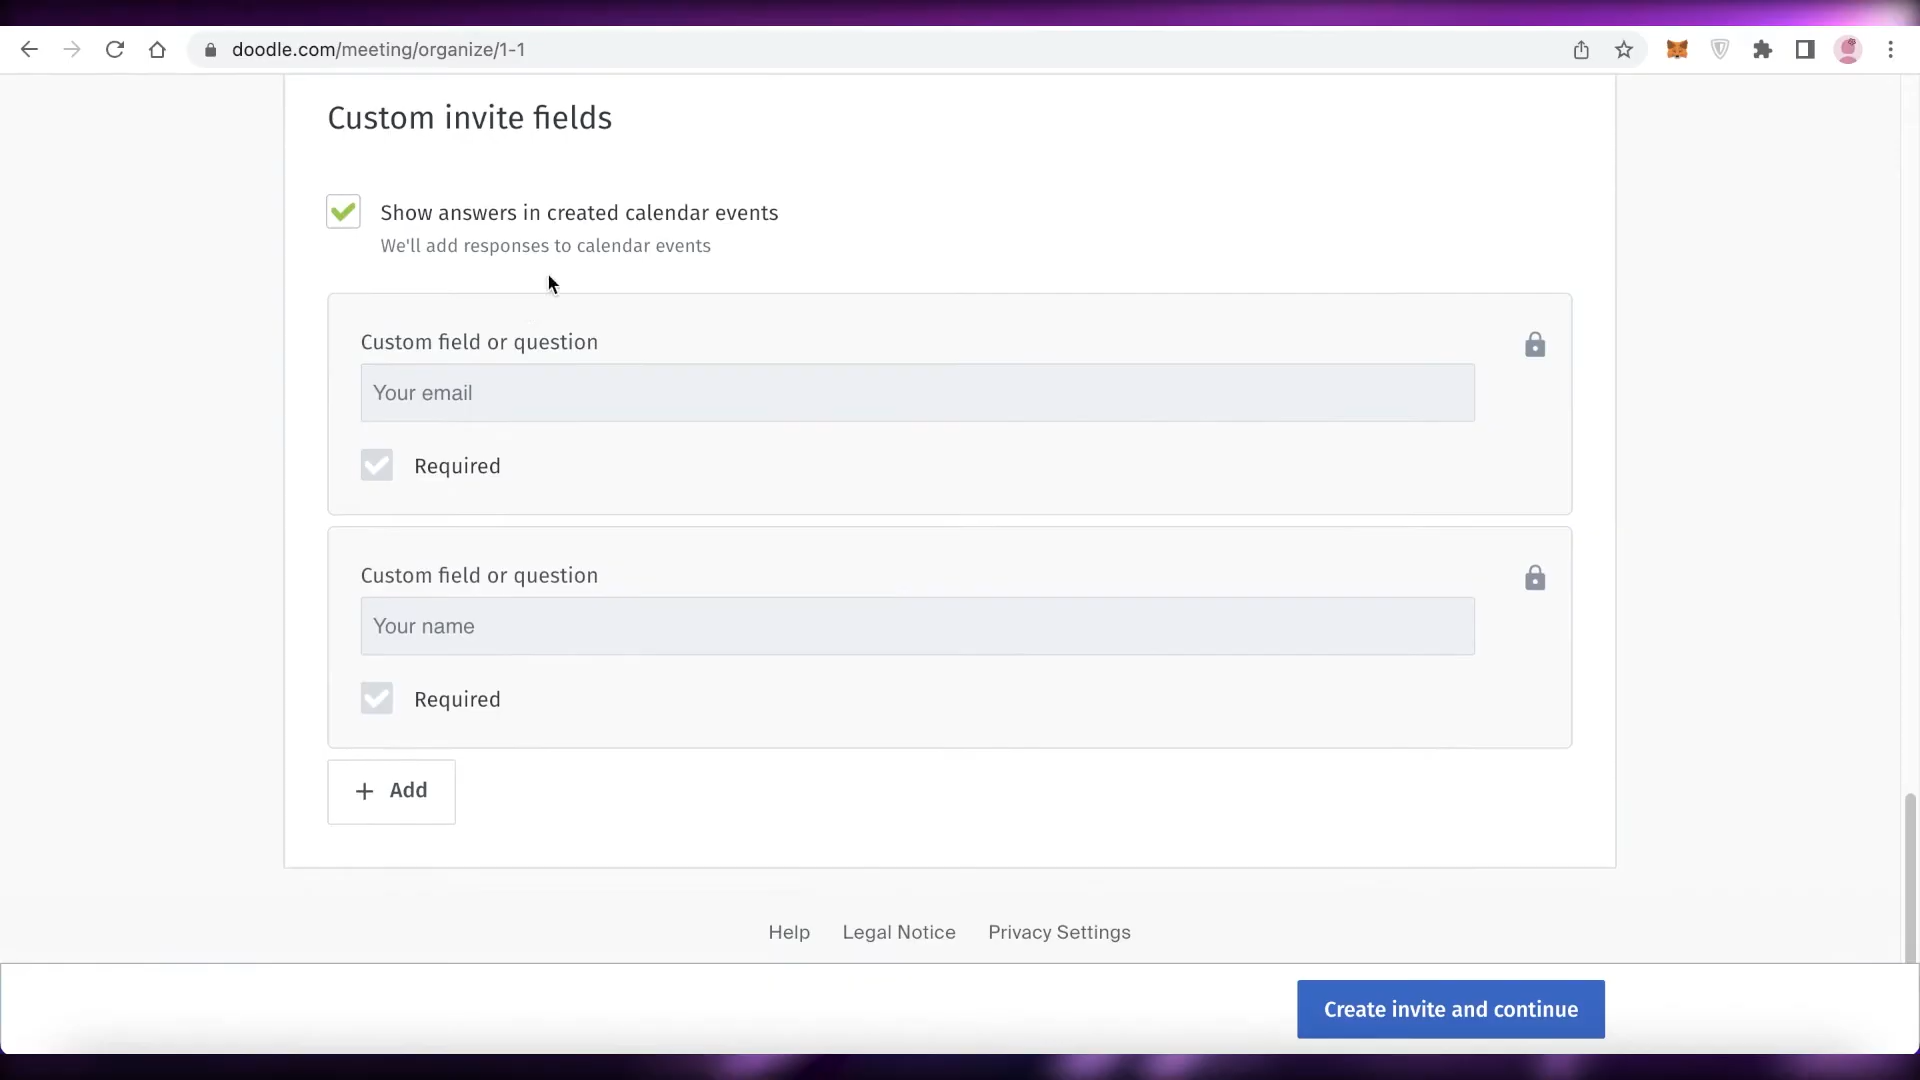 doodle.com/meeting/organize/1-1
Custom invite fields
Show answers in created calendar events
We'll add responses to calendar events
Custom field or question
Your email
Required
Custom field or question
Your name
Required
+ Add
Help Legal Notice Privacy Settings
Create invite and continue